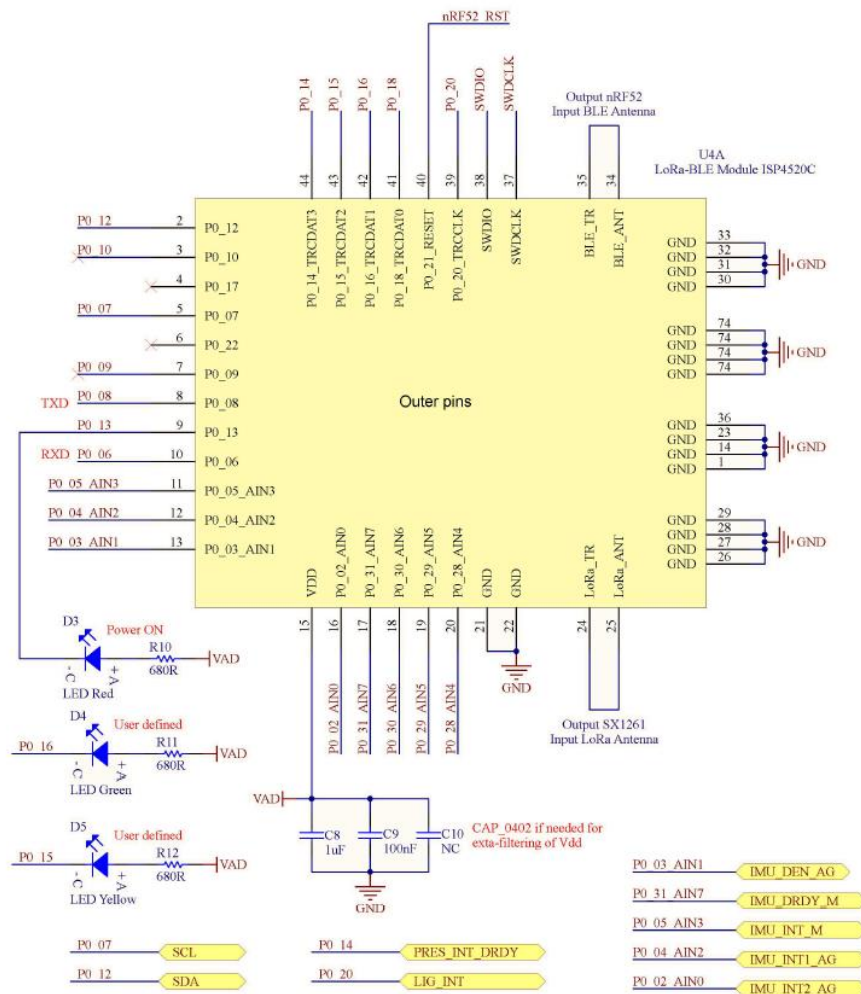 nRF52_RST
P0_14
P0_15
P0_16
P0_18
P0_20
SWDIO
SWDCLK
Output nRF52
Input BLE Antenna
U4A
LoRa-BLE Module ISP4520C
44
43
42
41
40
39
38
37
35
34
P0_14_TRCDAT3
P0_15_TRCDAT2
P0_16_TRCDAT1
P0_18_TRCDAT0
P0_21_RESET
P0_20_TRCCLK
SWDIO
SWDCLK
BLE_TR
BLE_ANT
P0_12 2 P0_12
P0_10 3 P0_10
4 P0_17
P0_07 5 P0_07
6 P0_22
P0_09 7 P0_09
TXD P0_08 8 P0_08
P0_13 9 P0_13
RXD P0_06 10 P0_06
P0_05_AIN3 11 P0_05_AIN3
P0_04_AIN2 12 P0_04_AIN2
P0_03_AIN1 13 P0_03_AIN1
Outer pins
GND 33
GND 32
GND 31
GND 30
GND
GND 74
GND 74
GND 74
GND 74
GND
GND 36
GND 23
GND 14
GND 1
GND
GND 29
GND 28
GND 27
GND 26
GND
VDD
P0_02_AIN0
P0_31_AIN7
P0_30_AIN6
P0_29_AIN5
P0_28_AIN4
GND
GND
LoRa_TR
LoRa_ANT
15
16
17
18
19
20
21
22
24
25
P0_02_AIN0
P0_31_AIN7
P0_30_AIN6
P0_29_AIN5
P0_28_AIN4
GND
Output SX1261
Input LoRa Antenna
D3
Power ON
R10
680R
VAD
- C
+ A
LED Red
D4
User defined
P0_16
R11
680R
VAD
- C
+ A
LED Green
D5
User defined
P0_15
R12
680R
VAD
- C
+ A
LED Yellow
VAD
C8
1uF
C9
100nF
C10
NC
CAP_0402 if needed for
exta-filtering of Vdd
GND
P0_07 SCL
P0_12 SDA
P0_14 PRES_INT_DRDY
P0_20 LIG_INT
P0_03_AIN1 IMU_DEN_AG
P0_31_AIN7 IMU_DRDY_M
P0_05_AIN3 IMU_INT_M
P0_04_AIN2 IMU_INT1_AG
P0_02_AIN0 IMU_INT2_AG